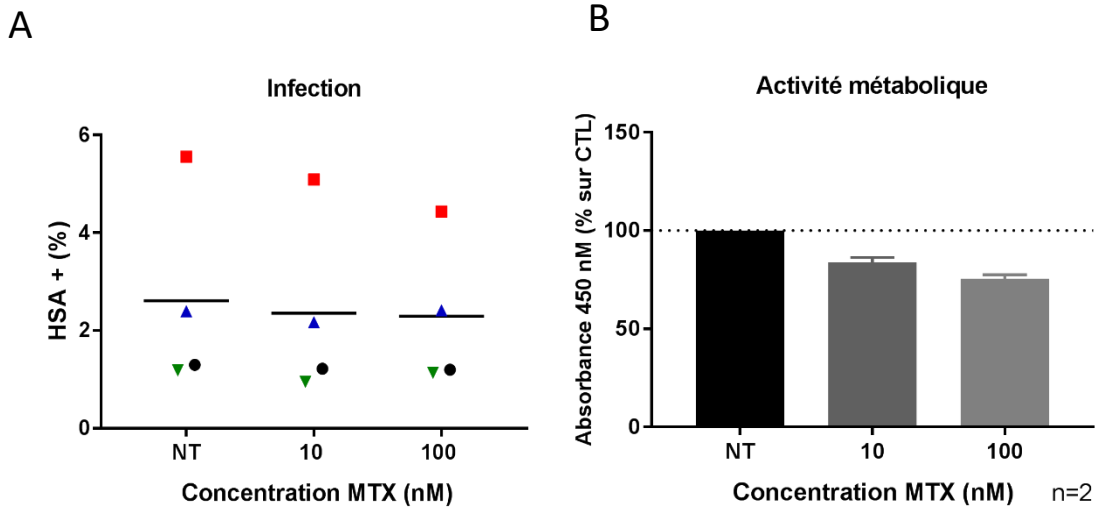 A
Infection
HSA + (%)
6
4
2
0
NT 10 100
Concentration MTX (nM)
B
Activité métabolique
Absorbance 450 nM (% sur CTL)
150
100
50
0
NT 10 100
Concentration MTX (nM) n=2